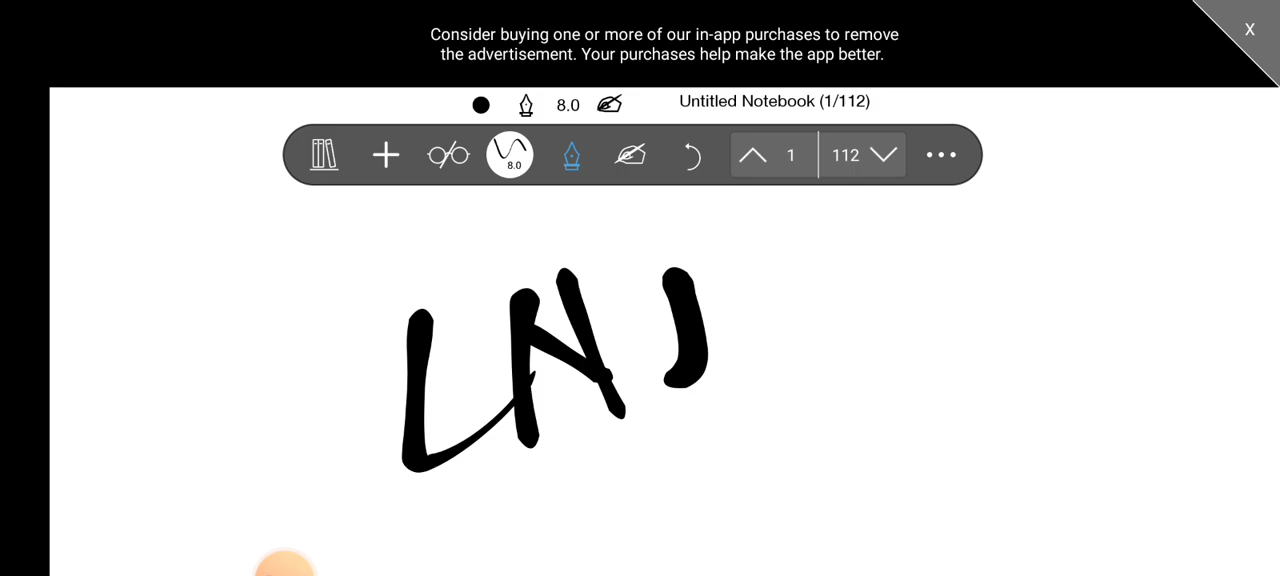 Consider buying one or more of our in-app purchases to remove
the advertisement. Your purchases help make the app better.
X
8.0 Untitled Notebook (1/112)
8.0 1 112